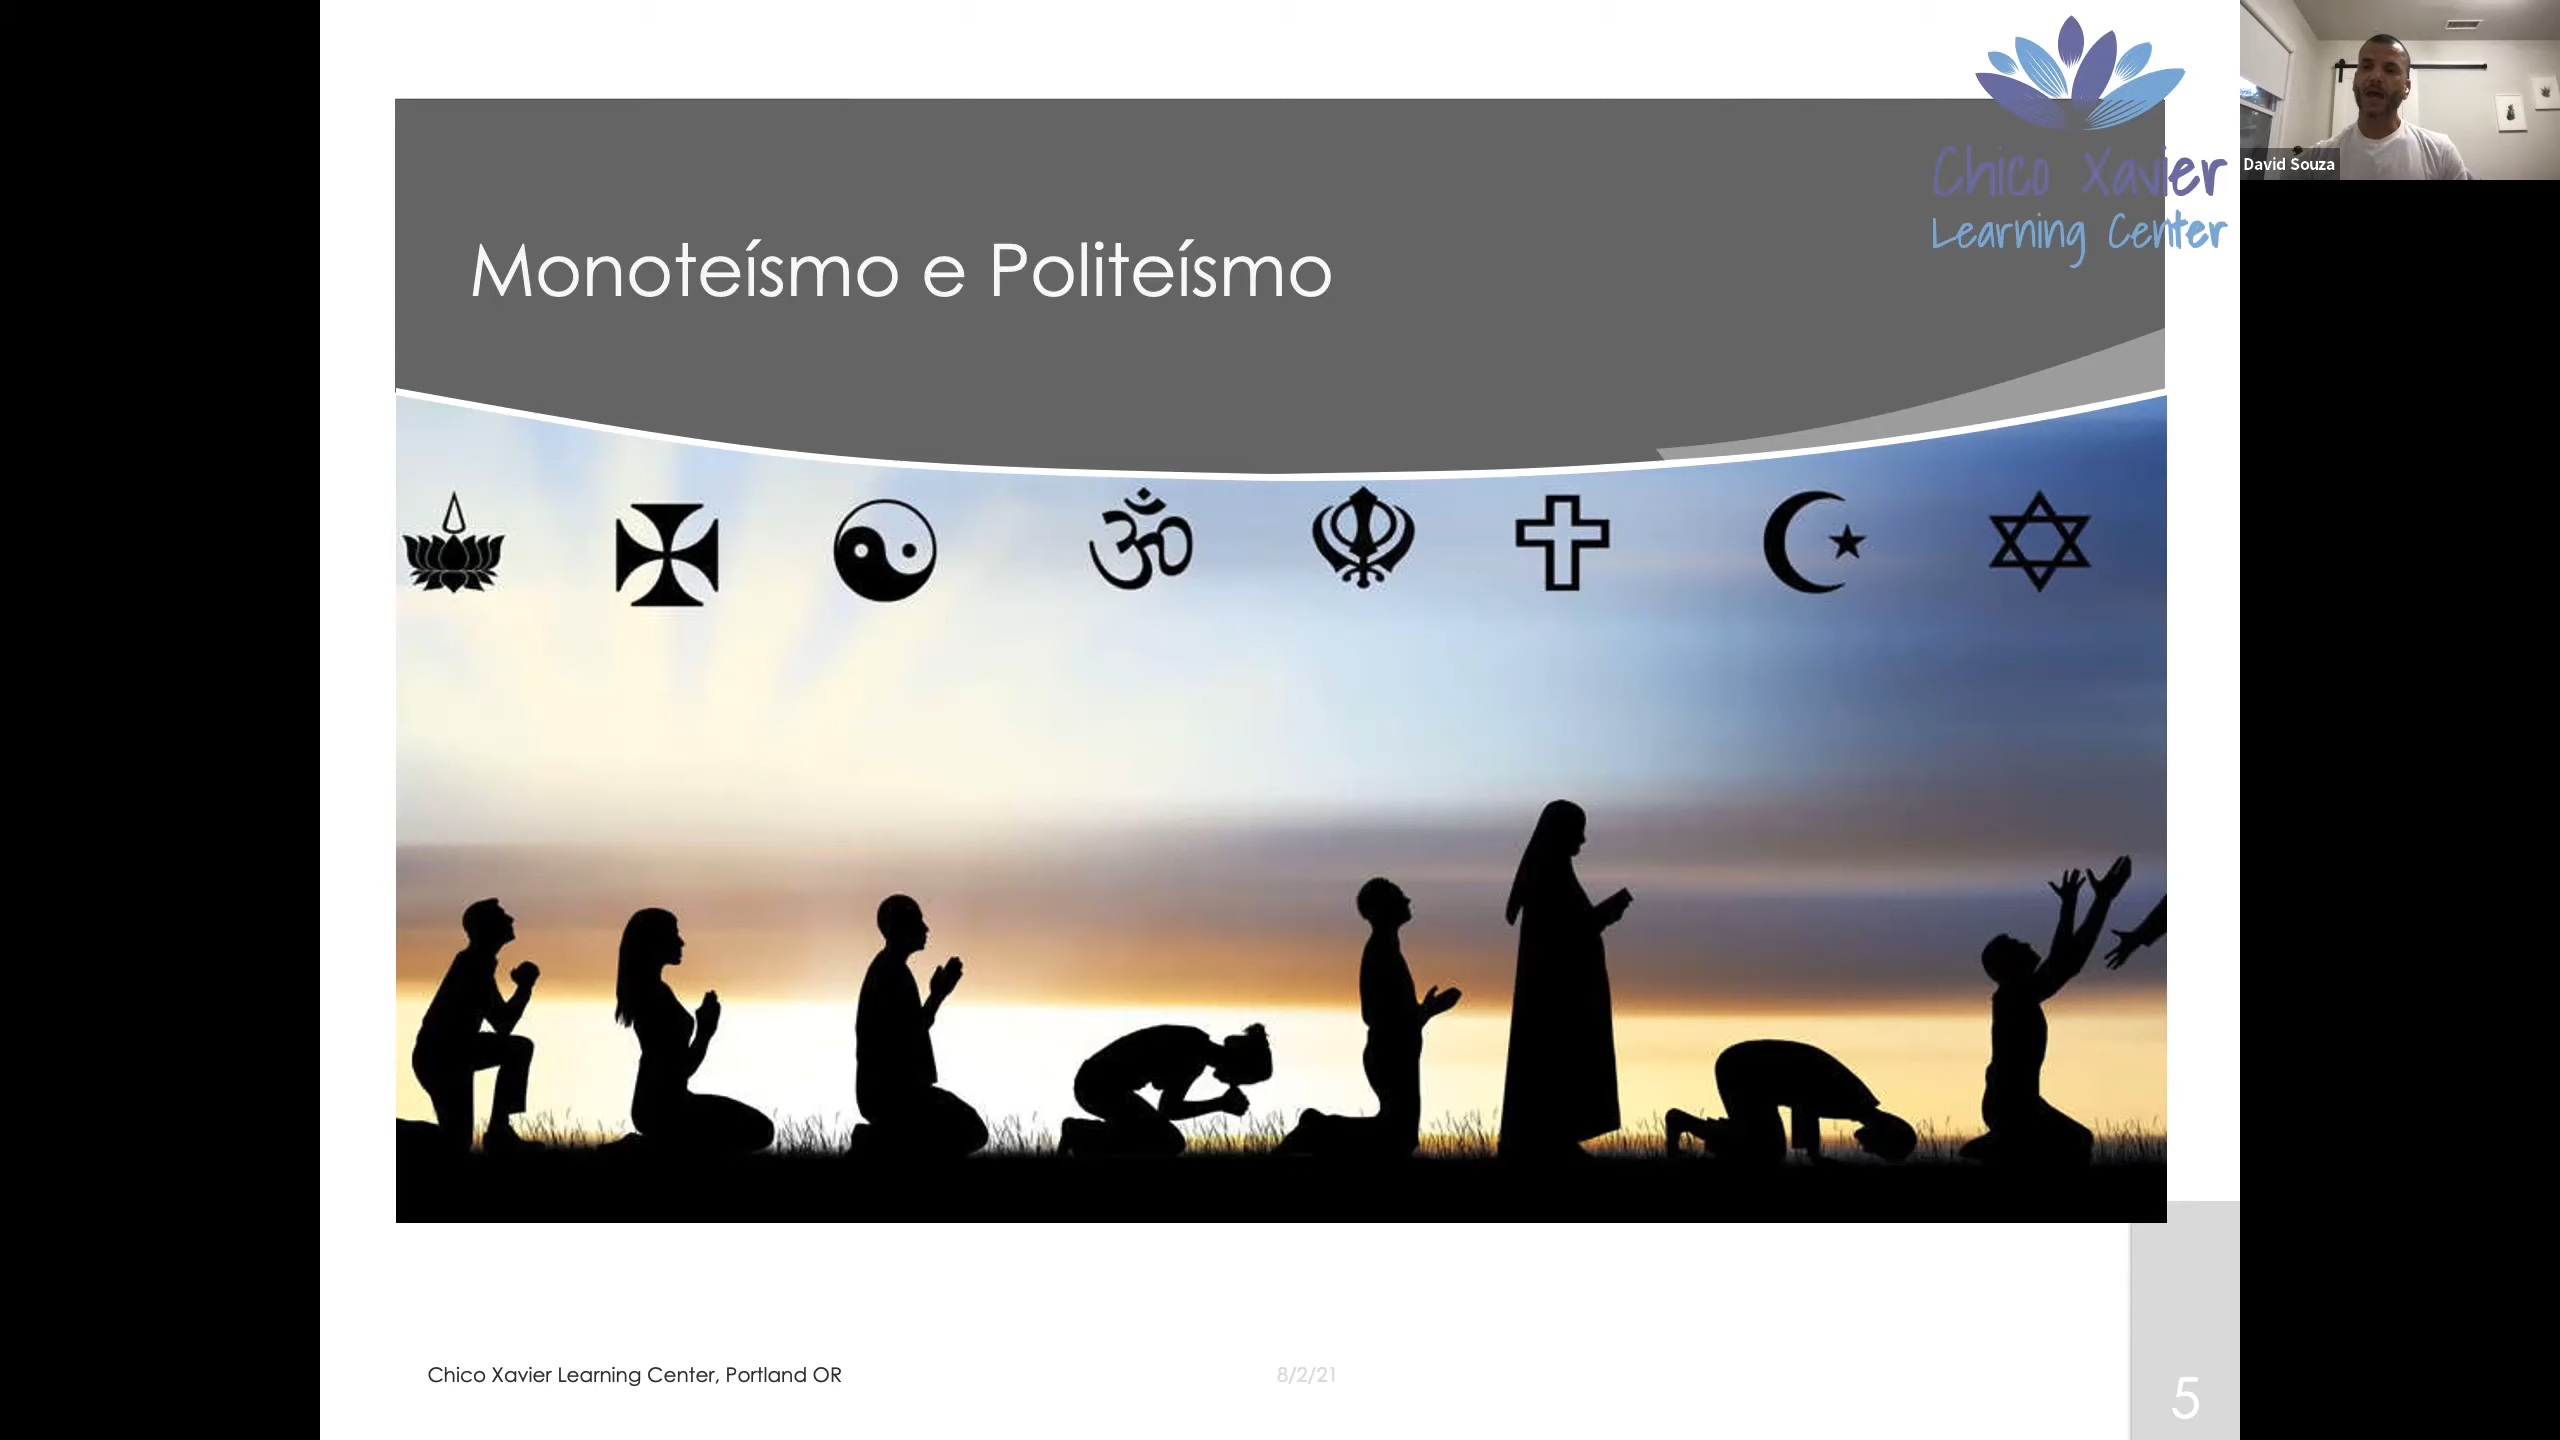 Chico Xavier
Learning Center
David Souza
Monoteísmo e Politeísmo
Chico Xavier Learning Center, Portland OR
8/2/21
5